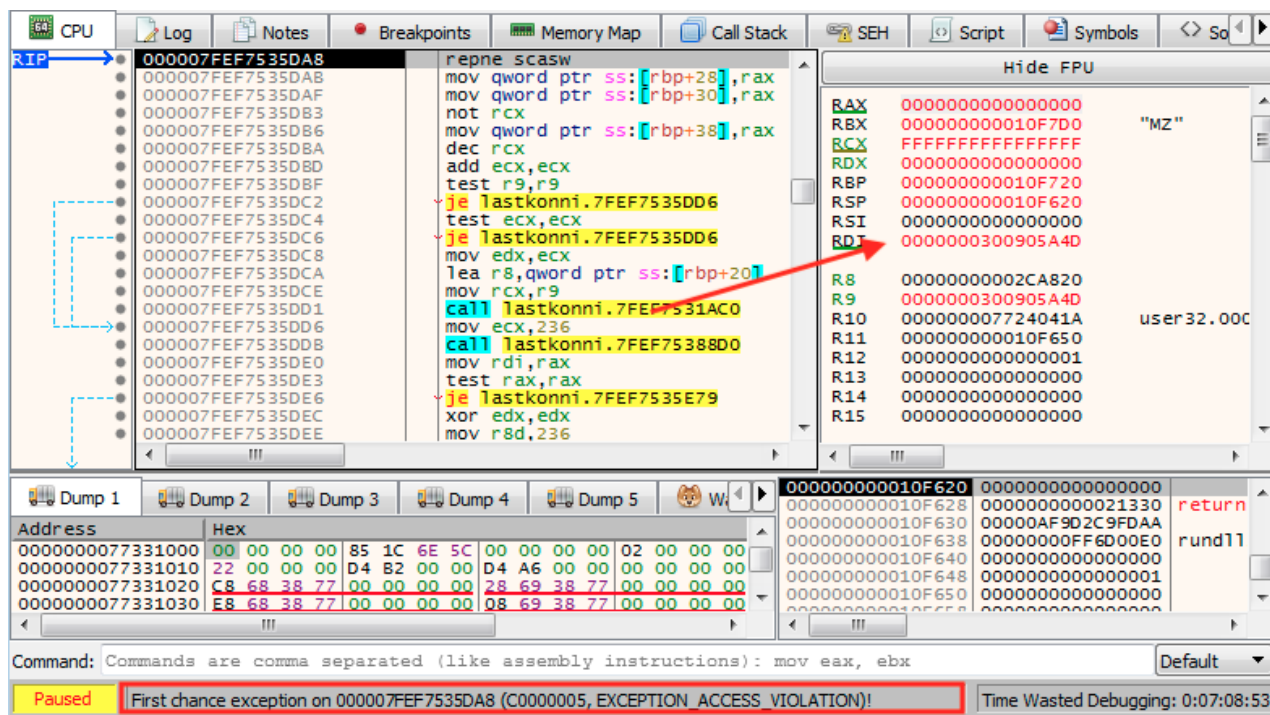 CPU Log Notes Breakpoints Memory Map Call Stack SEH Script Symbols So
RIP
000007FEF7535DA8 repne scasw
000007FEF7535DAB mov qword ptr ss:[rbp+28],rax
000007FEF7535DAF mov qword ptr ss:[rbp+30],rax
000007FEF7535DB3 not rcx
000007FEF7535DB6 mov qword ptr ss:[rbp+38],rax
000007FEF7535DBA dec rcx
000007FEF7535DBD add ecx,ecx
000007FEF7535DBF test r9,r9
000007FEF7535DC2 je lastkonni.7FEF7535DD6
000007FEF7535DC4 test ecx,ecx
000007FEF7535DC6 je lastkonni.7FEF7535DD6
000007FEF7535DC8 mov edx,ecx
000007FEF7535DCA lea r8,qword ptr ss:[rbp+20]
000007FEF7535DCE mov rcx,r9
000007FEF7535DD1 call lastkonni.7FEF7531AC0
000007FEF7535DD6 mov ecx,236
000007FEF7535DDB call lastkonni.7FEF75388D0
000007FEF7535DE0 mov rdi,rax
000007FEF7535DE3 test rax,rax
000007FEF7535DE6 je lastkonni.7FEF7535E79
000007FEF7535DEC xor edx,edx
000007FEF7535DEE mov r8d,236
Hide FPU
RAX 0000000000000000
RBX 000000000010F7D0 "MZ"
RCX FFFFFFFFFFFFFFFF
RDX 0000000000000000
RBP 000000000010F720
RSP 000000000010F620
RSI 0000000000000000
RDI 0000000300905A4D
R8 00000000002CA820
R9 0000000300905A4D
R10 000000007724041A user32.000
R11 000000000010F650
R12 0000000000000001
R13 0000000000000000
R14 0000000000000000
R15 0000000000000000
Dump 1 Dump 2 Dump 3 Dump 4 Dump 5 Wa
Address Hex
0000000077331000 00 00 00 00 85 1C 6E 5C 00 00 00 00 02 00 00 00
0000000077331010 22 00 00 00 D4 B2 00 00 D4 A6 00 00 00 00 00 00
0000000077331020 C8 68 38 77 00 00 00 00 28 69 38 77 00 00 00 00
0000000077331030 E8 68 38 77 00 00 00 00 08 69 38 77 00 00 00 00
000000000010F620 0000000000000000
000000000010F628 0000000000021330 return
000000000010F630 00000AF9D2C9FDAA
000000000010F638 00000000FF6D00E0 rundll
000000000010F640 0000000000000000
000000000010F648 0000000000000001
000000000010F650 0000000000000000
000000000010F658 0000000000000000
Command: Commands are comma separated (like assembly instructions): mov eax, ebx Default
Paused First chance exception on 000007FEF7535DA8 (C0000005, EXCEPTION_ACCESS_VIOLATION)! Time Wasted Debugging: 0:07:08:53